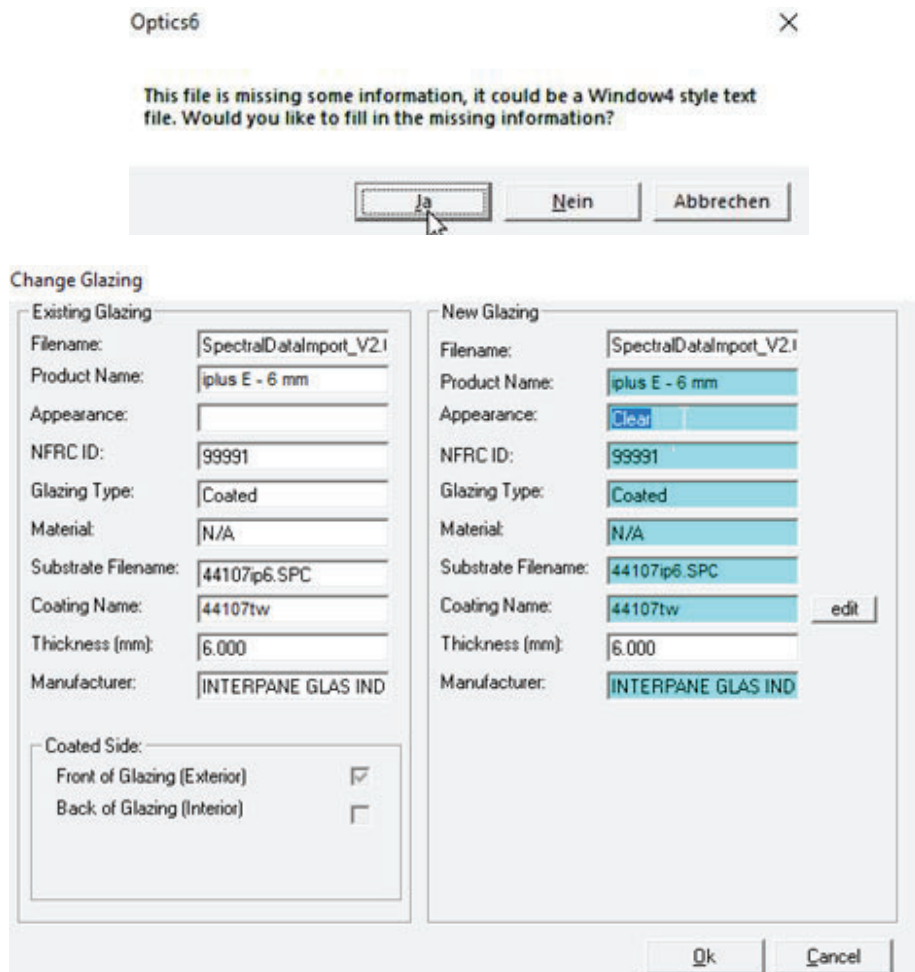 Optics6
This file is missing some information, it could be a Window4 style text
file. Would you like to fill in the missing information?
Ja
Nein
Abbrechen
Change Glazing
Existing Glazing
Filename:
SpectralDataImport_V2.
Product Name:
iplus E - 6 mm
Appearance:
NFRC ID:
99991
Glazing Type:
Coated
Material:
N/A
Substrate Filename:
44107ip6.SPC
Coating Name:
44107tw
Thickness (mm):
6.000
Manufacturer:
INTERPANE GLAS IND
Coated Side:
Front of Glazing (Exterior)
Back of Glazing (Interior)
New Glazing
Filename:
SpectralDataImport_V2.
Product Name:
iplus E - 6 mm
Appearance:
Clear
NFRC ID:
99991
Glazing Type:
Coated
Material:
N/A
Substrate Filename:
44107ip6.SPC
Coating Name:
44107tw
edit
Thickness (mm):
6.000
Manufacturer:
INTERPANE GLAS IND
Ok
Cancel